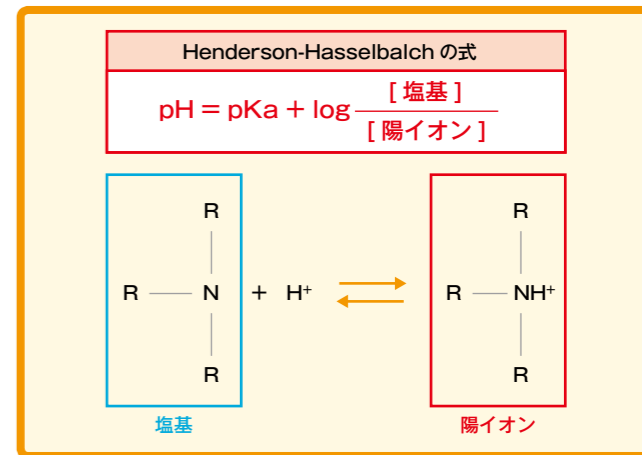 Henderson-Hasselbalch の式
pH = pKa + log [ 塩基 ] / [ 陽イオン ]
R R
R N + H⁺ R NH⁺
R R
塩基 陽イオン